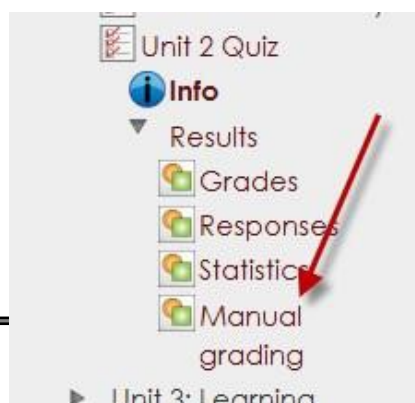 Unit 2 Quiz
Info
Results
Grades
Responses
Statistics
Manual
grading
Unit 3: Learning